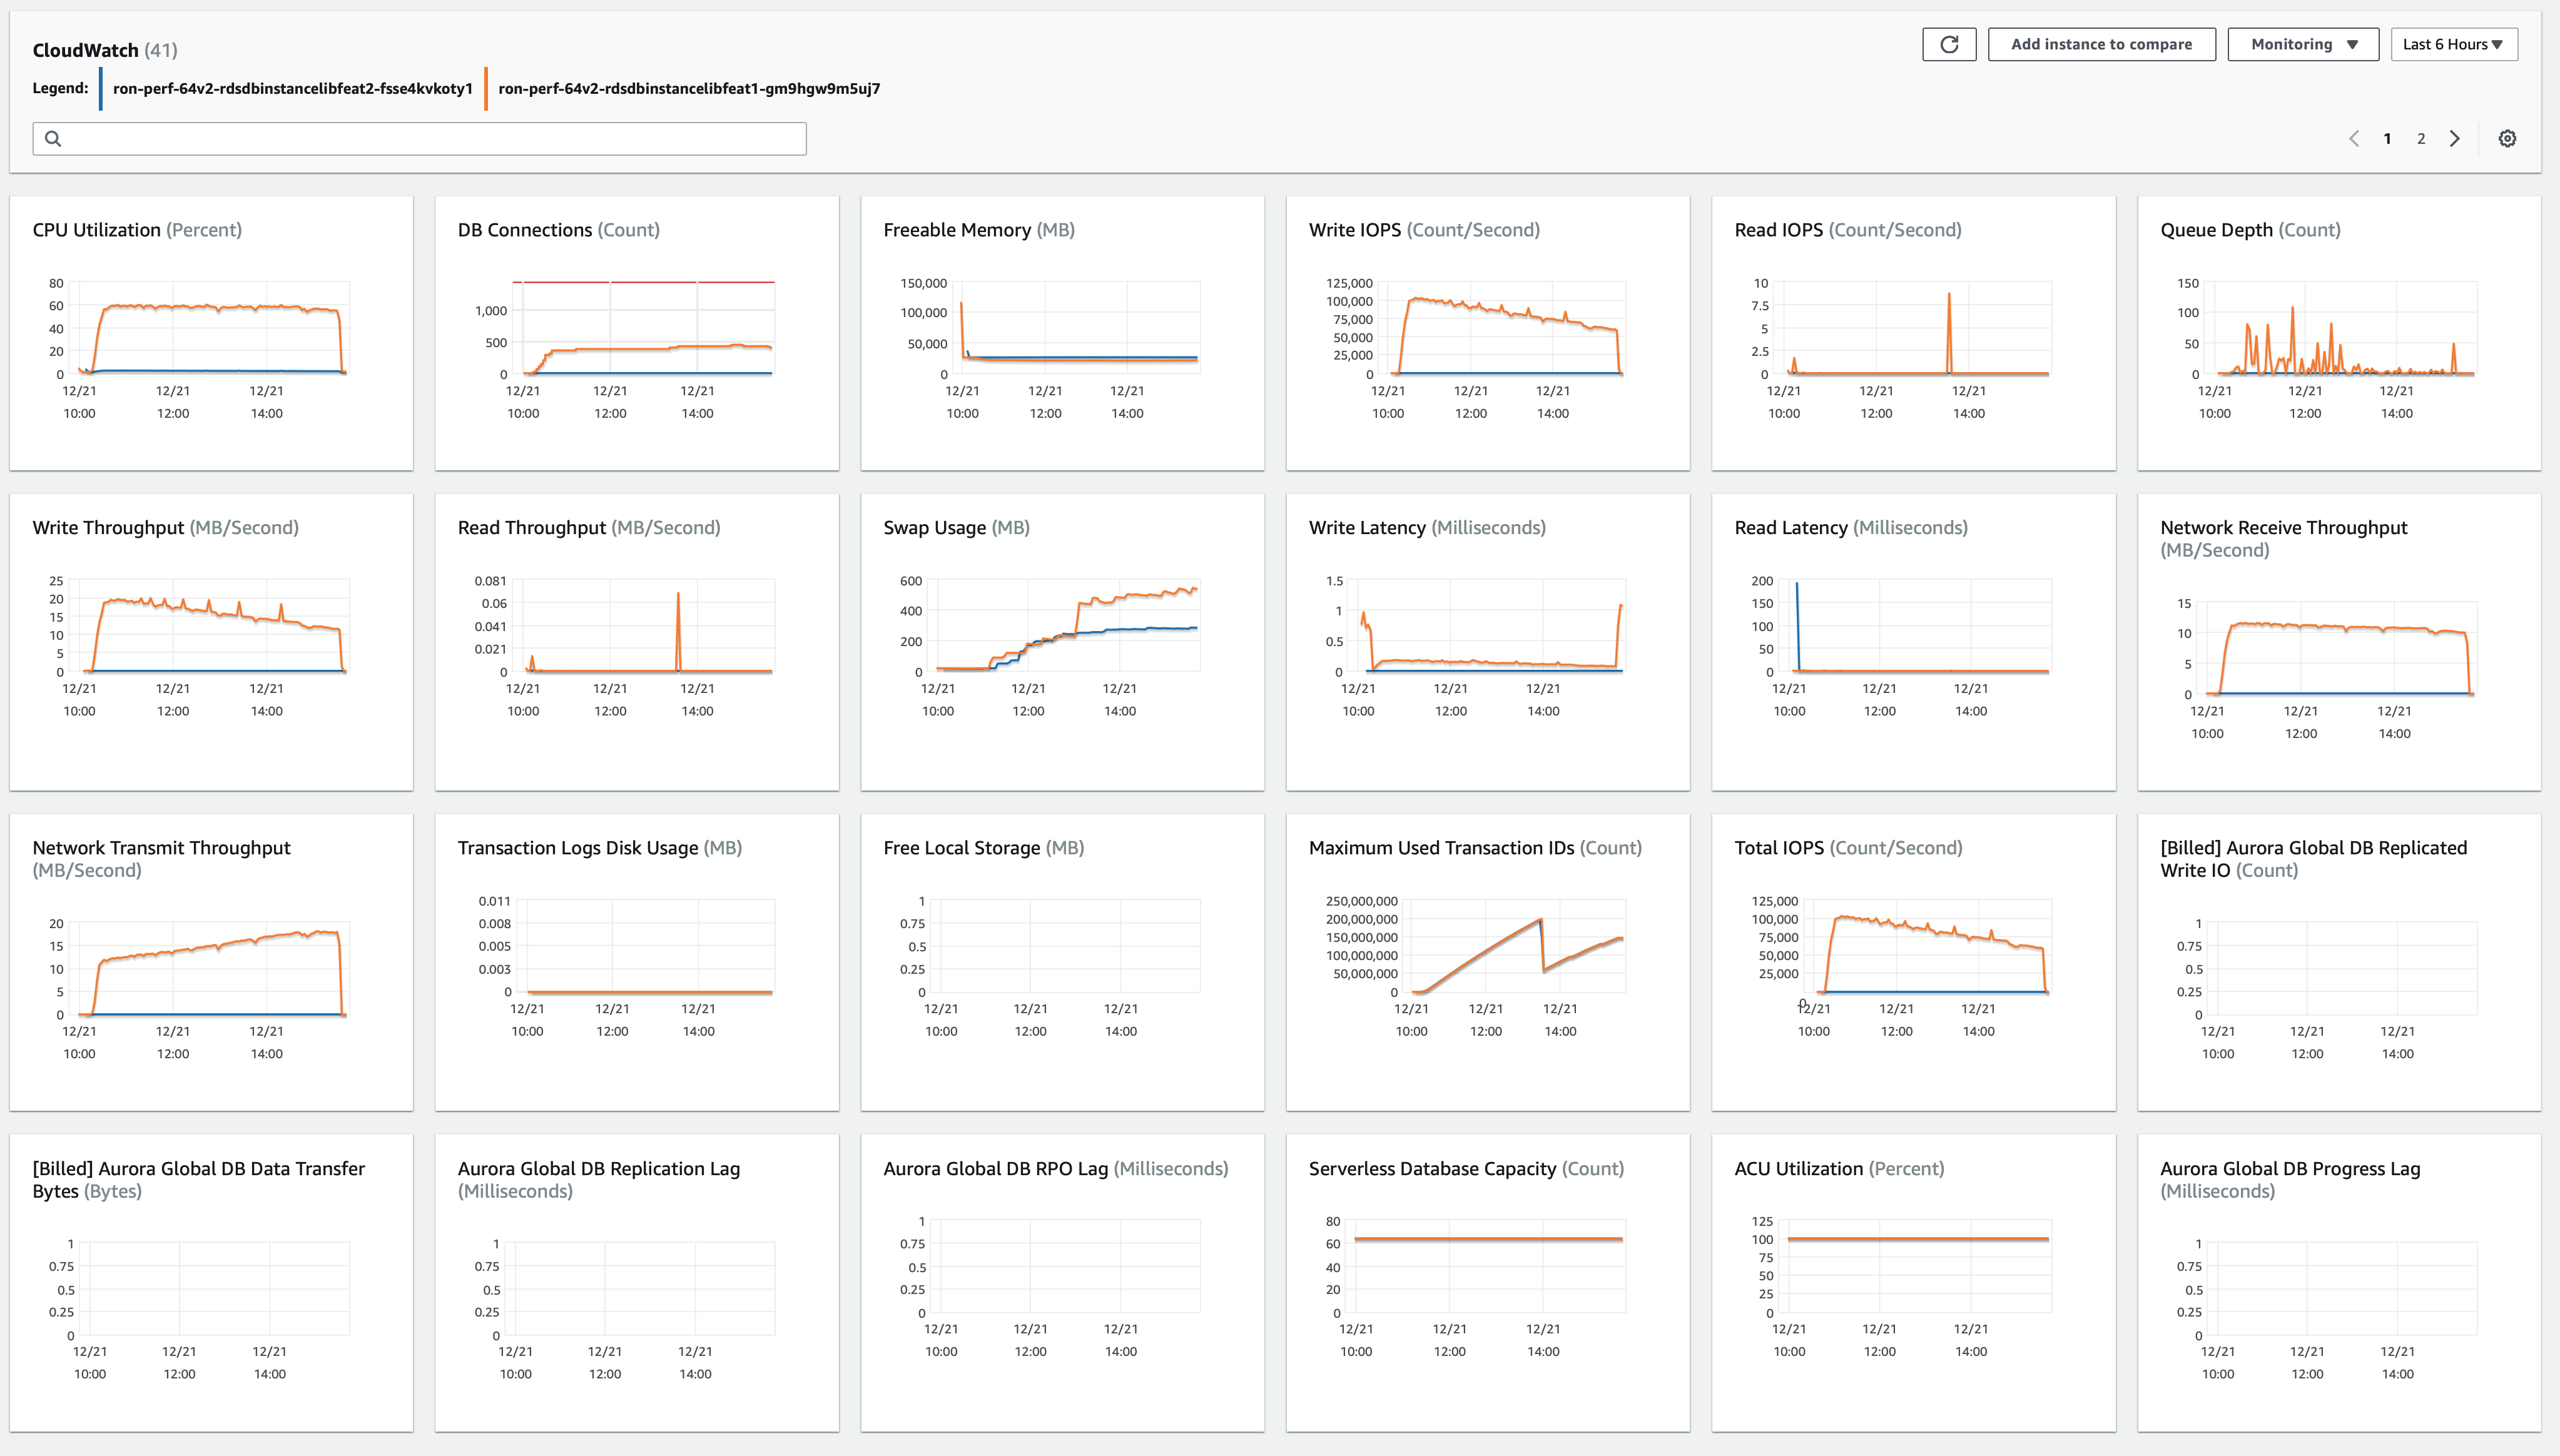 CloudWatch (41)
Add instance to compare
Monitoring ▼
Last 6 Hours ▼
Legend:
ron-perf-64v2-rdsdbinstancelibfeat2-fsse4kvkoty1
ron-perf-64v2-rdsdbinstancelibfeat1-gm9hgw9m5uj7
1 2
CPU Utilization (Percent)
80
60
40
20
0
12/21 12/21 12/21
10:00 12:00 14:00
DB Connections (Count)
1,000
500
0
12/21 12/21 12/21
10:00 12:00 14:00
Freeable Memory (MB)
150,000
100,000
50,000
0
12/21 12/21 12/21
10:00 12:00 14:00
Write IOPS (Count/Second)
125,000
100,000
75,000
50,000
25,000
0
12/21 12/21 12/21
10:00 12:00 14:00
Read IOPS (Count/Second)
10
7.5
5
2.5
0
12/21 12/21 12/21
10:00 12:00 14:00
Queue Depth (Count)
150
100
50
0
12/21 12/21 12/21
10:00 12:00 14:00
Write Throughput (MB/Second)
25
20
15
10
5
0
12/21 12/21 12/21
10:00 12:00 14:00
Read Throughput (MB/Second)
0.081
0.06
0.041
0.021
0
12/21 12/21 12/21
10:00 12:00 14:00
Swap Usage (MB)
600
400
200
0
12/21 12/21 12/21
10:00 12:00 14:00
Write Latency (Milliseconds)
1.5
1
0.5
0
12/21 12/21 12/21
10:00 12:00 14:00
Read Latency (Milliseconds)
200
150
100
50
0
12/21 12/21 12/21
10:00 12:00 14:00
Network Receive Throughput
(MB/Second)
15
10
5
0
12/21 12/21 12/21
10:00 12:00 14:00
Network Transmit Throughput
(MB/Second)
20
15
10
5
0
12/21 12/21 12/21
10:00 12:00 14:00
Transaction Logs Disk Usage (MB)
0.011
0.008
0.005
0.003
0
12/21 12/21 12/21
10:00 12:00 14:00
Free Local Storage (MB)
1
0.75
0.5
0.25
0
12/21 12/21 12/21
10:00 12:00 14:00
Maximum Used Transaction IDs (Count)
250,000,000
200,000,000
150,000,000
100,000,000
50,000,000
0
12/21 12/21 12/21
10:00 12:00 14:00
Total IOPS (Count/Second)
125,000
100,000
75,000
50,000
25,000
0
12/21 12/21 12/21
10:00 12:00 14:00
[Billed] Aurora Global DB Replicated
Write IO (Count)
1
0.75
0.5
0.25
0
12/21 12/21 12/21
10:00 12:00 14:00
[Billed] Aurora Global DB Data Transfer
Bytes (Bytes)
1
0.75
0.5
0.25
0
12/21 12/21 12/21
10:00 12:00 14:00
Aurora Global DB Replication Lag
(Milliseconds)
1
0.75
0.5
0.25
0
12/21 12/21 12/21
10:00 12:00 14:00
Aurora Global DB RPO Lag (Milliseconds)
1
0.75
0.5
0.25
0
12/21 12/21 12/21
10:00 12:00 14:00
Serverless Database Capacity (Count)
80
60
40
20
0
12/21 12/21 12/21
10:00 12:00 14:00
ACU Utilization (Percent)
125
100
75
50
25
0
12/21 12/21 12/21
10:00 12:00 14:00
Aurora Global DB Progress Lag
(Milliseconds)
1
0.75
0.5
0.25
0
12/21 12/21 12/21
10:00 12:00 14:00